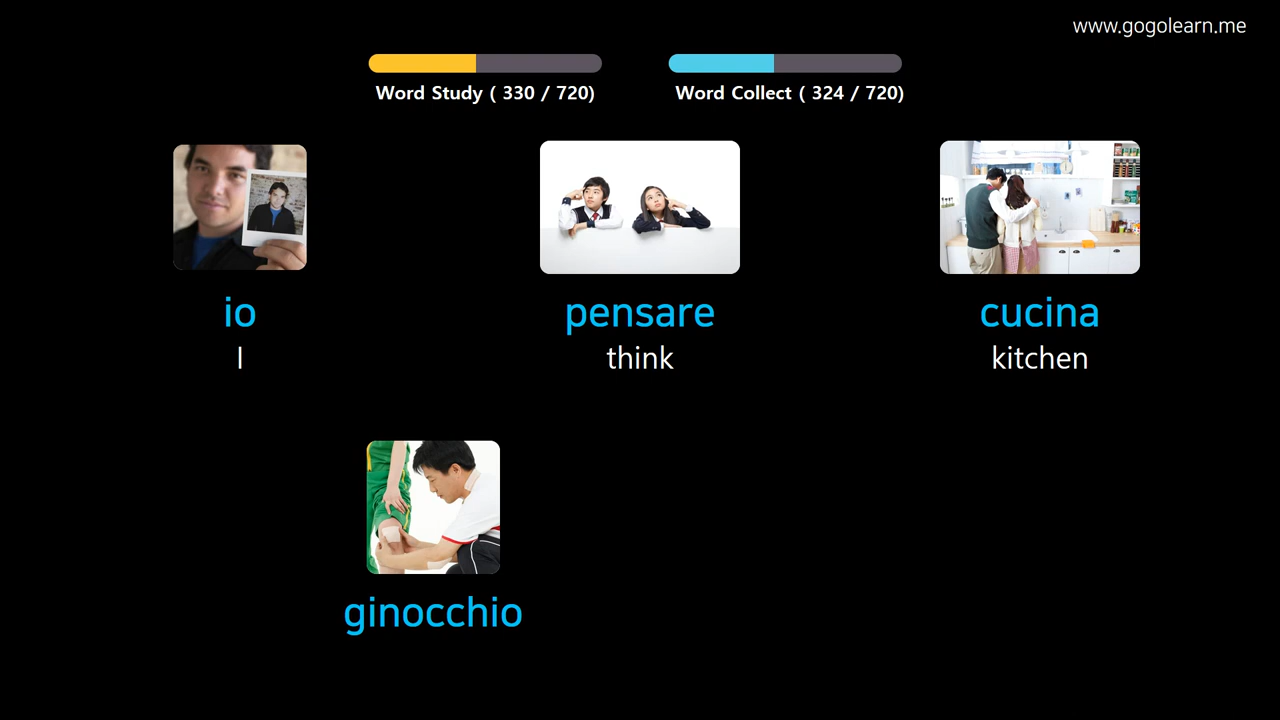 www.gogolearn.me
Word Study ( 330 / 720)
Word Collect ( 324 / 720)
io
I
pensare
think
cucina
kitchen
ginocchio